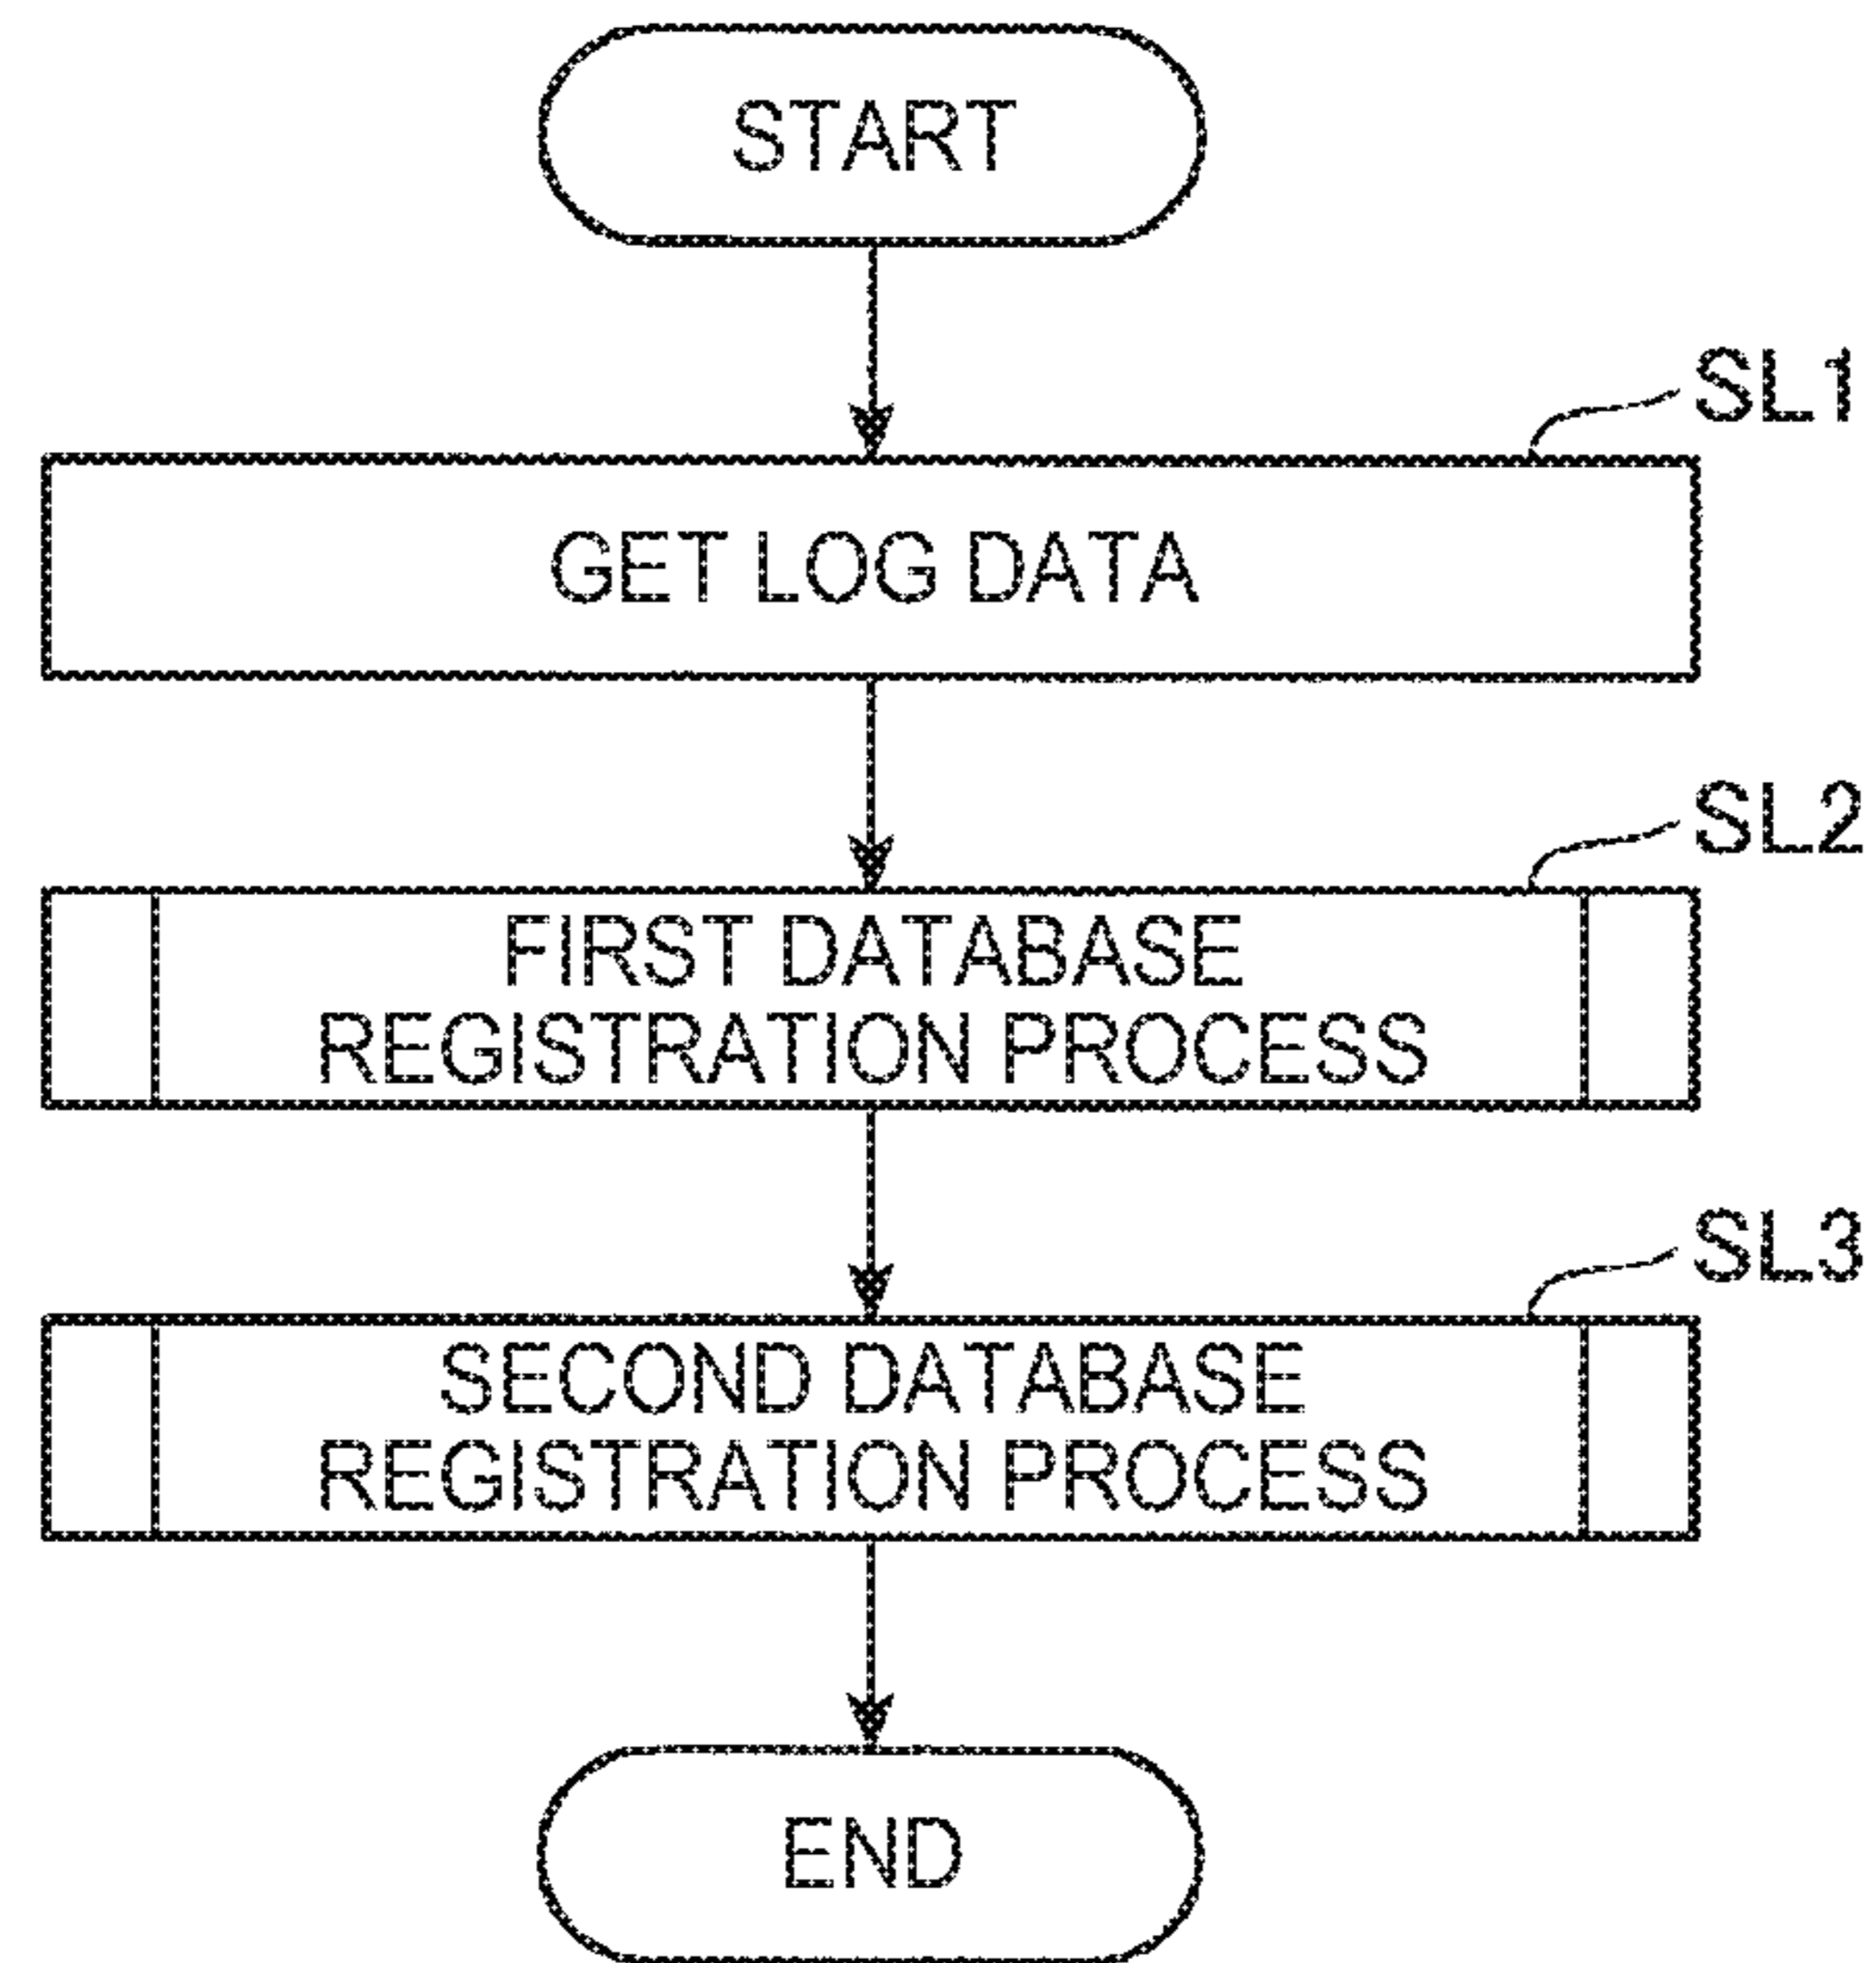 START
SL1
GET LOG DATA
SL2
FIRST DATABASE
REGISTRATION PROCESS
SL3
SECOND DATABASE
REGISTRATION PROCESS
END